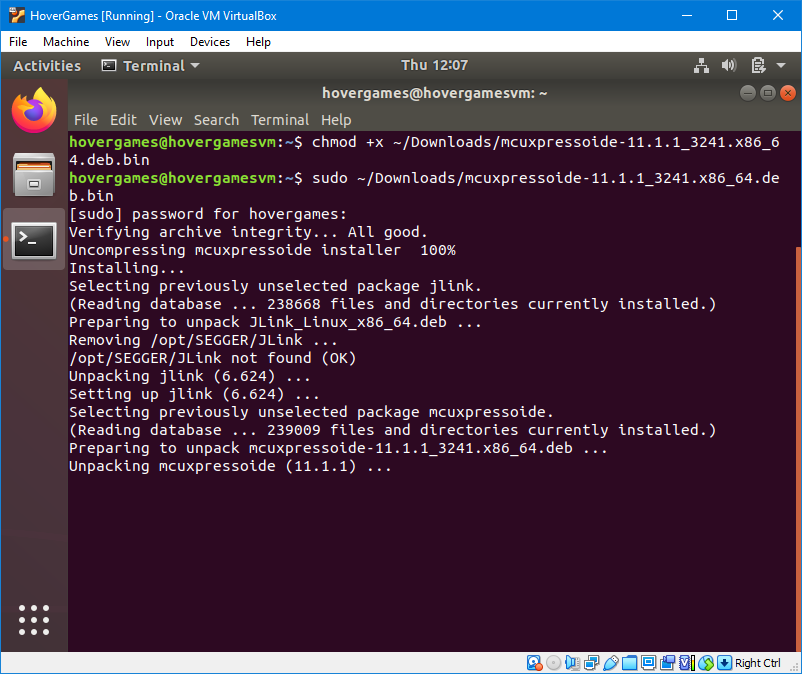 HoverGames [Running] - Oracle VM VirtualBox
File Machine View Input Devices Help
Activities Terminal Thu 12:07
hovergames@hovergamesvm: ~
File Edit View Search Terminal Help
hovergames@hovergamesvm:~$ chmod +x ~/Downloads/mcuxpressoide-11.1.1_3241.x86_6
4.deb.bin
hovergames@hovergamesvm:~$ sudo ~/Downloads/mcuxpressoide-11.1.1_3241.x86_64.de
b.bin
[sudo] password for hovergames:
Verifying archive integrity... All good.
Uncompressing mcuxpressoide installer  100%
Installing...
Selecting previously unselected package jlink.
(Reading database ... 238668 files and directories currently installed.)
Preparing to unpack JLink_Linux_x86_64.deb ...
Removing /opt/SEGGER/JLink ...
/opt/SEGGER/JLink not found (OK)
Unpacking jlink (6.624) ...
Setting up jlink (6.624) ...
Selecting previously unselected package mcuxpressoide.
(Reading database ... 239009 files and directories currently installed.)
Preparing to unpack mcuxpressoide-11.1.1_3241.x86_64.deb ...
Unpacking mcuxpressoide (11.1.1) ...
Right Ctrl